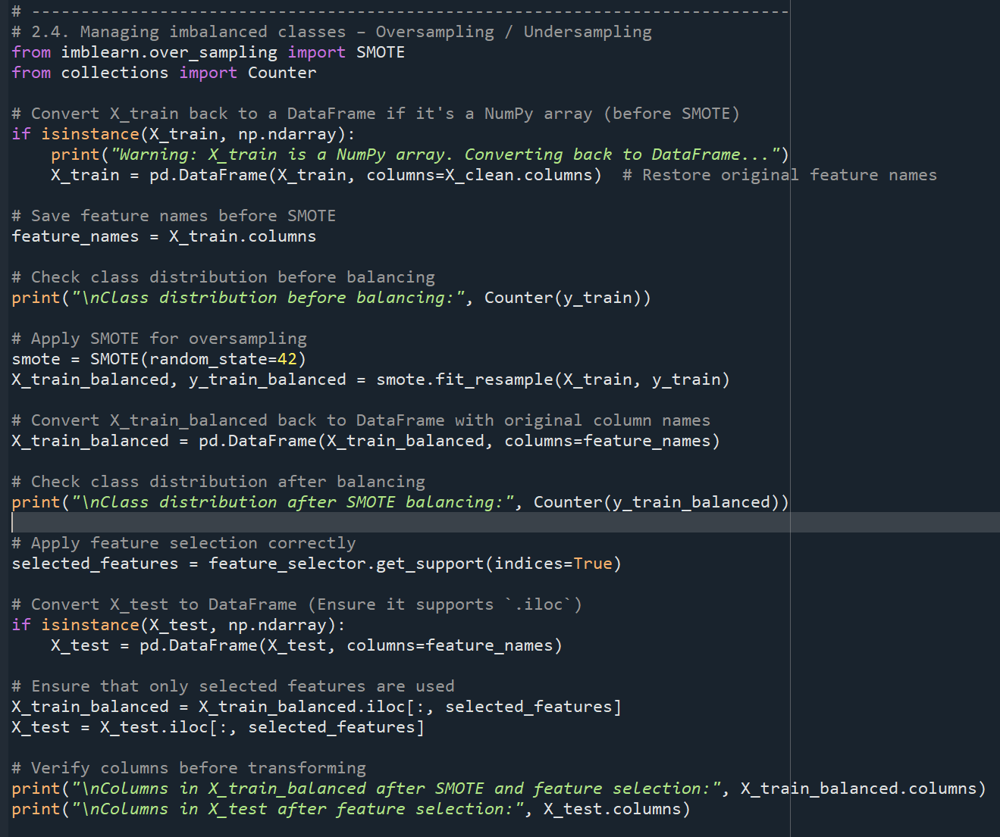 # -----------------------------------------------------------------------------
# 2.4. Managing imbalanced classes – Oversampling / Undersampling
from imblearn.over_sampling import SMOTE
from collections import Counter

# Convert X_train back to a DataFrame if it's a NumPy array (before SMOTE)
if isinstance(X_train, np.ndarray):
    print("Warning: X_train is a NumPy array. Converting back to DataFrame...")
    X_train = pd.DataFrame(X_train, columns=X_clean.columns)  # Restore original feature names

# Save feature names before SMOTE
feature_names = X_train.columns

# Check class distribution before balancing
print("\nClass distribution before balancing:", Counter(y_train))

# Apply SMOTE for oversampling
smote = SMOTE(random_state=42)
X_train_balanced, y_train_balanced = smote.fit_resample(X_train, y_train)

# Convert X_train_balanced back to DataFrame with original column names
X_train_balanced = pd.DataFrame(X_train_balanced, columns=feature_names)

# Check class distribution after balancing
print("\nClass distribution after SMOTE balancing:", Counter(y_train_balanced))

# Apply feature selection correctly
selected_features = feature_selector.get_support(indices=True)

# Convert X_test to DataFrame (Ensure it supports `.iloc`)
if isinstance(X_test, np.ndarray):
    X_test = pd.DataFrame(X_test, columns=feature_names)

# Ensure that only selected features are used
X_train_balanced = X_train_balanced.iloc[:, selected_features]
X_test = X_test.iloc[:, selected_features]

# Verify columns before transforming
print("\nColumns in X_train_balanced after SMOTE and feature selection:", X_train_balanced.columns)
print("\nColumns in X_test after feature selection:", X_test.columns)